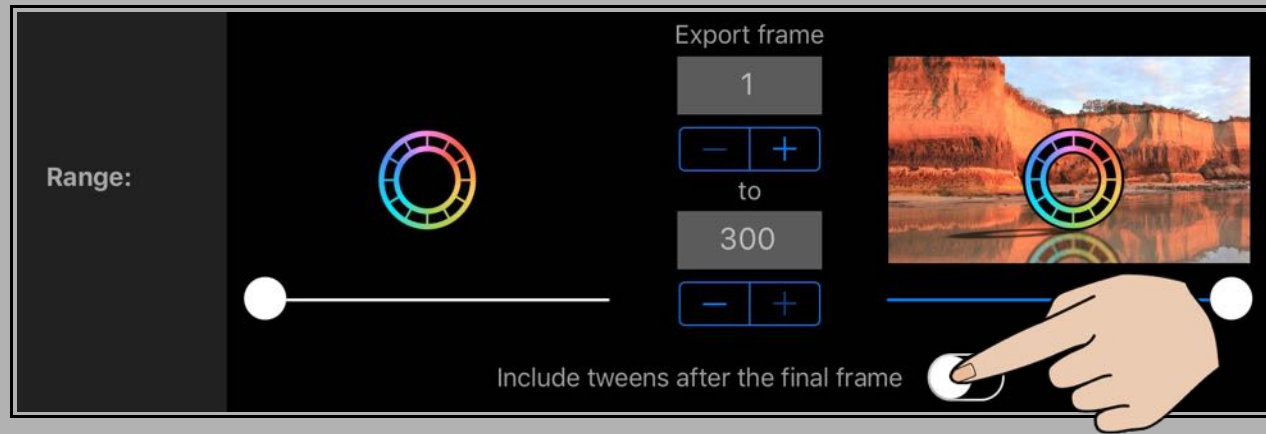 Export frame
1
− +
Range:
to
300
− +
Include tweens after the final frame